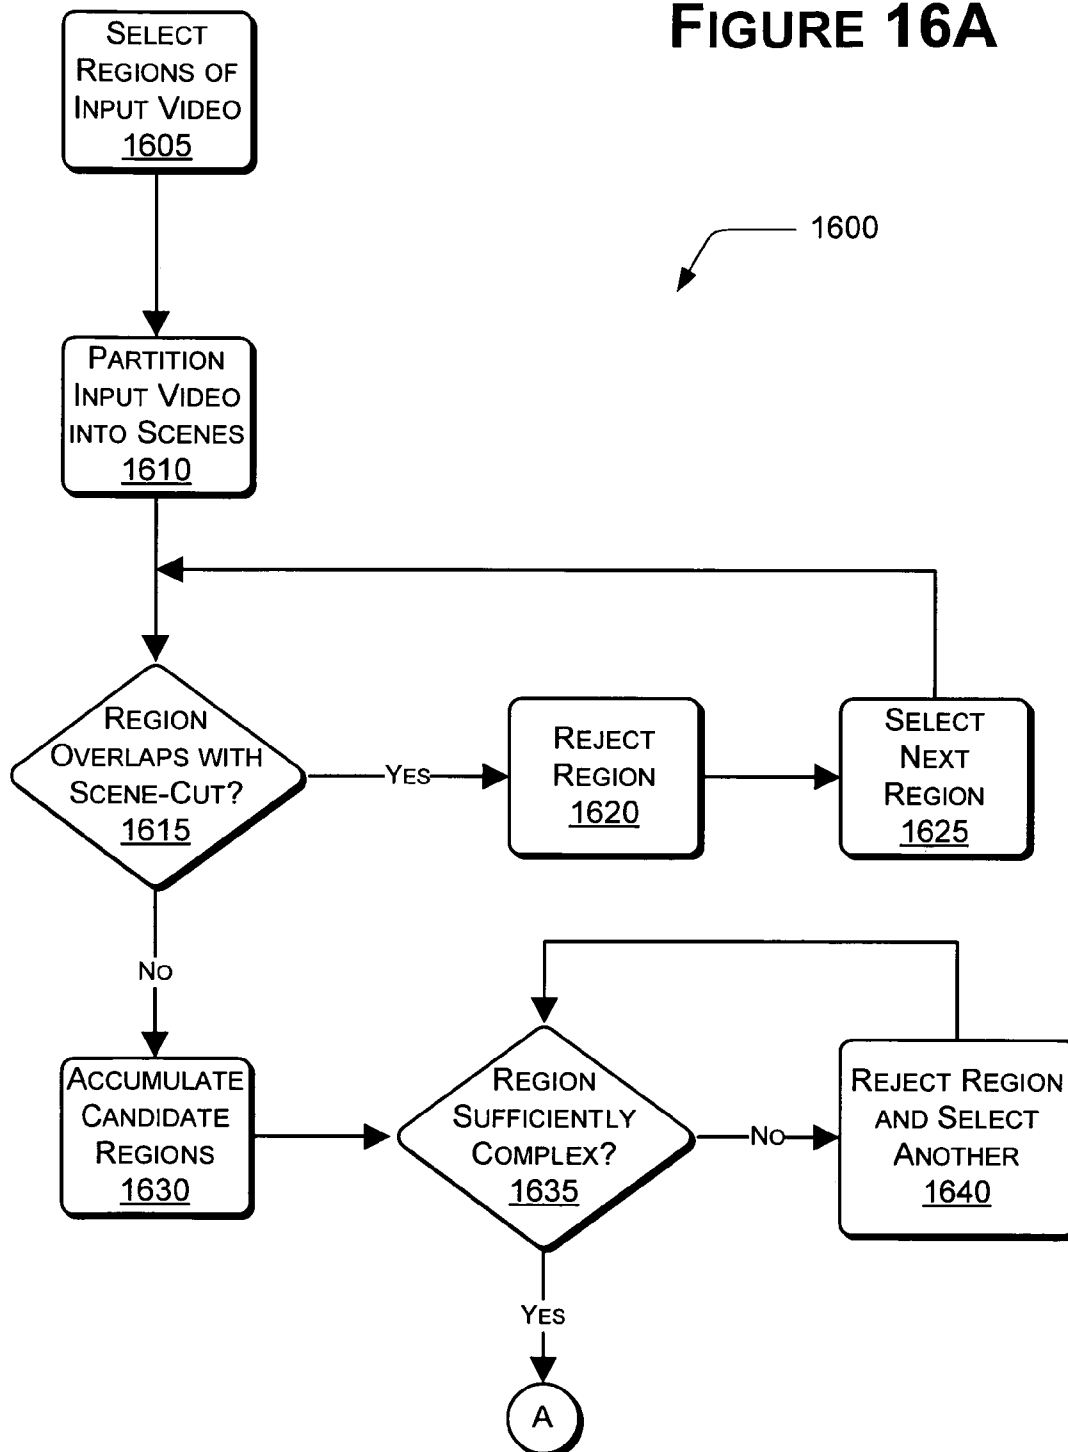 FIGURE 16A
SELECT
REGIONS OF
INPUT VIDEO
1605
1600
PARTITION
INPUT VIDEO
INTO SCENES
1610
REGION
OVERLAPS WITH
SCENE-CUT?
1615
YES
REJECT
REGION
1620
SELECT
NEXT
REGION
1625
NO
ACCUMULATE
CANDIDATE
REGIONS
1630
REGION
SUFFICIENTLY
COMPLEX?
1635
NO
REJECT REGION
AND SELECT
ANOTHER
1640
YES
A